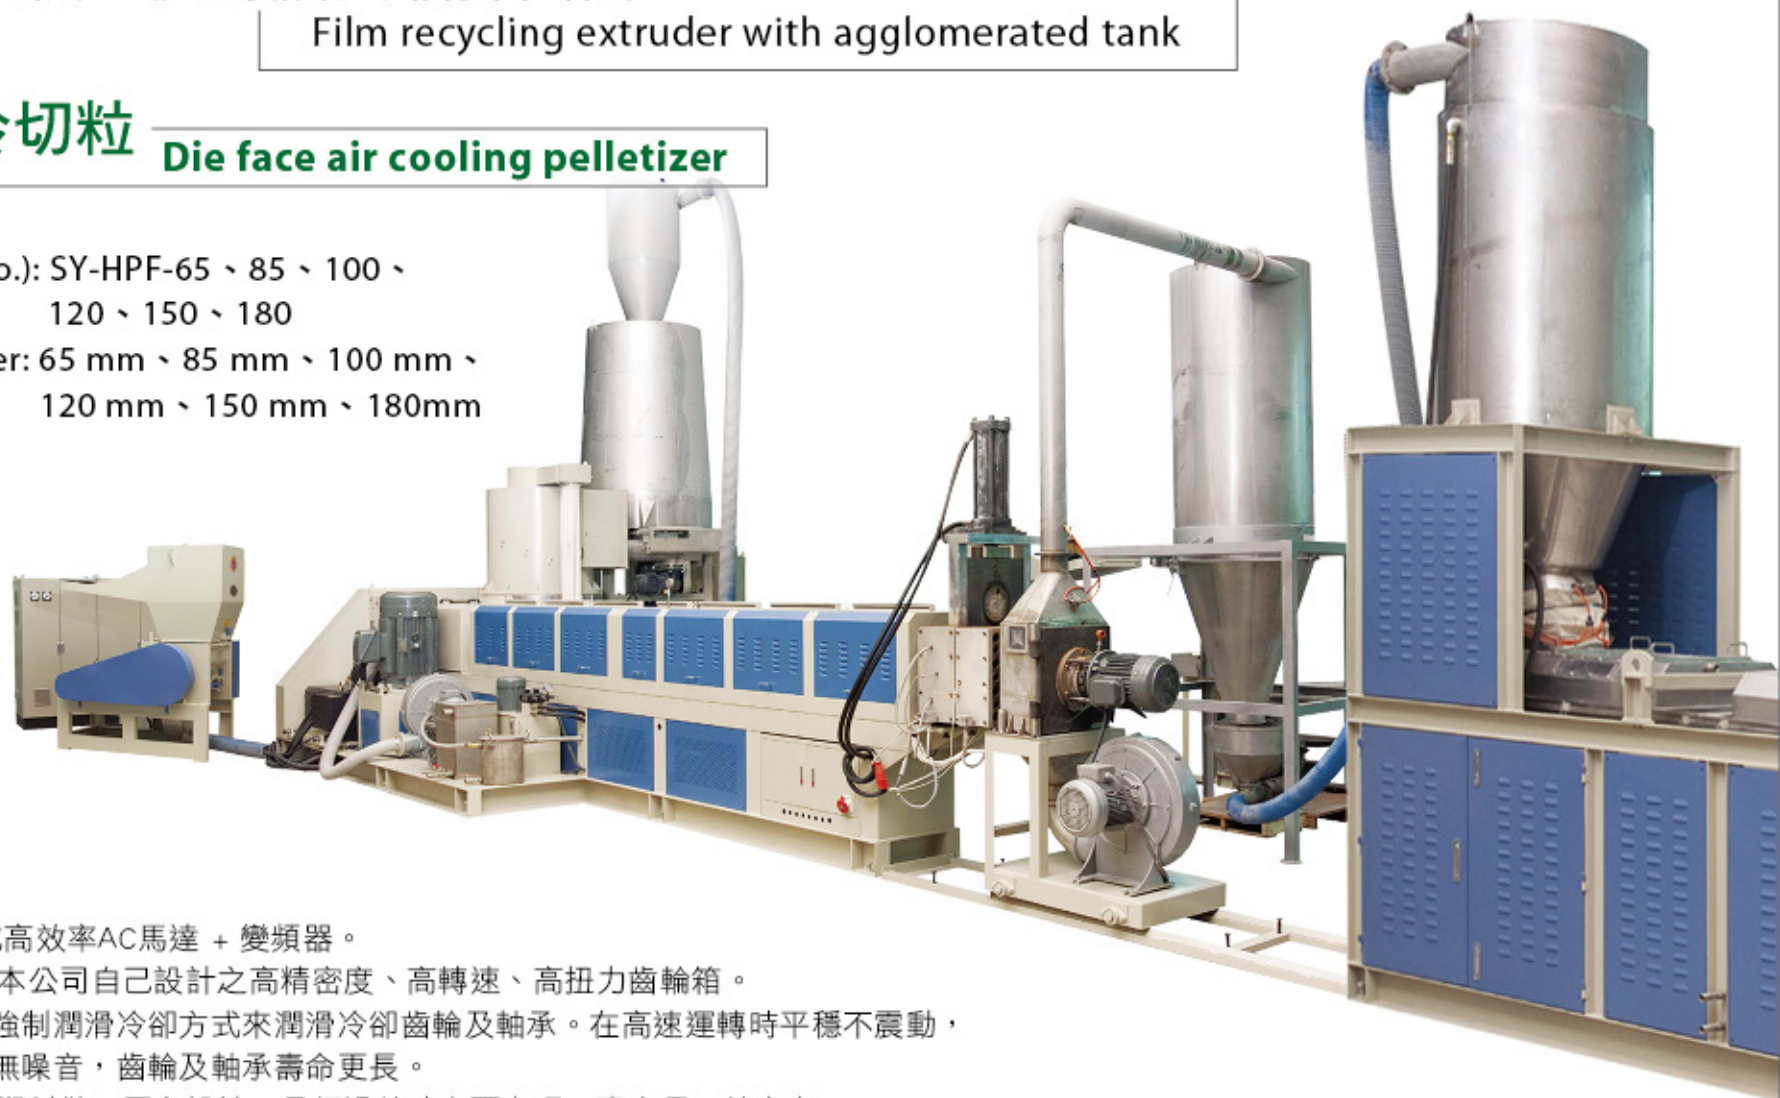 Film recycling extruder with agglomerated tank
冷切粒 Die face air cooling pelletizer
o.): SY-HPF-65、85、100、
120、150、180
er: 65 mm、85 mm、100 mm、
120 mm、150 mm、180mm
高效率AC馬達 + 變頻器。
本公司自己設計之高精密度、高轉速、高扭力齒輪箱。
強制潤滑冷卻方式來潤滑冷卻齒輪及軸承。在高速運轉時平穩不震動，
無噪音，齒輪及軸承壽命更長。